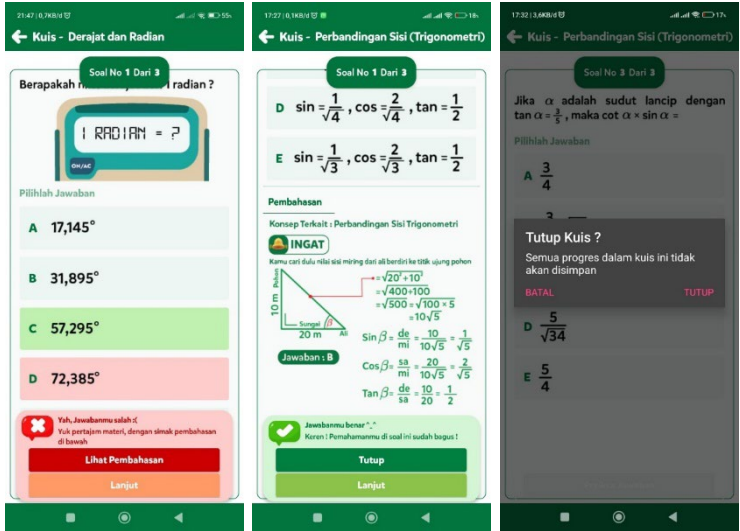 21:47 | 0,7KB/d
55
Kuis - Derajat dan Radian
Soal No 1 Dari 3
Berapakah
1 radian ?
1 RADIAN = ?
ON/AC
Pilihlah Jawaban
A 17,145°
B 31,895°
C 57,295°
D 72,385°
Yah, Jawabanmu salah :(
Yuk pertajam materi, dengan simak pembahasan
di bawah
Lihat Pembahasan
Lanjut
17:27 | 0,1KB/d
18
Kuis - Perbandingan Sisi (Trigonometri)
Soal No 1 Dari 3
D sin = 1/√4 , cos = 2/√4 , tan = 1/2
E sin = 1/√3 , cos = 2/√3 , tan = 1/2
Pembahasan
Konsep Terkait : Perbandingan Sisi Trigonometri
INGAT
Kamu cari dulu nilai sisi miring dari ali berdiri ke titik ujung pohon
Pohon
10 m
Sungai
β
20 m
Ali
=√20²+10²
=√400+100
=√500 = √100 × 5
=10√5
Sin β = de/mi = 10/10√5 = 1/√5
Jawaban : B
Cos β = sa/mi = 20/10√5 = 2/√5
Tan β = de/sa = 10/20 = 1/2
Jawabanmu benar ^_^
Keren ! Pemahamanmu di soal ini sudah bagus !
Tutup
Lanjut
17:32 | 3,6KB/d
17
Kuis - Perbandingan Sisi (Trigonometri)
Soal No 3 Dari 3
Jika α adalah sudut lancip dengan
tan α = 3/5 , maka cot α × sin α =
Pilihlah Jawaban
A 3/4
3
Tutup Kuis ?
Semua progres dalam kuis ini tidak
akan disimpan
BATAL
TUTUP
D 5/√34
E 5/4